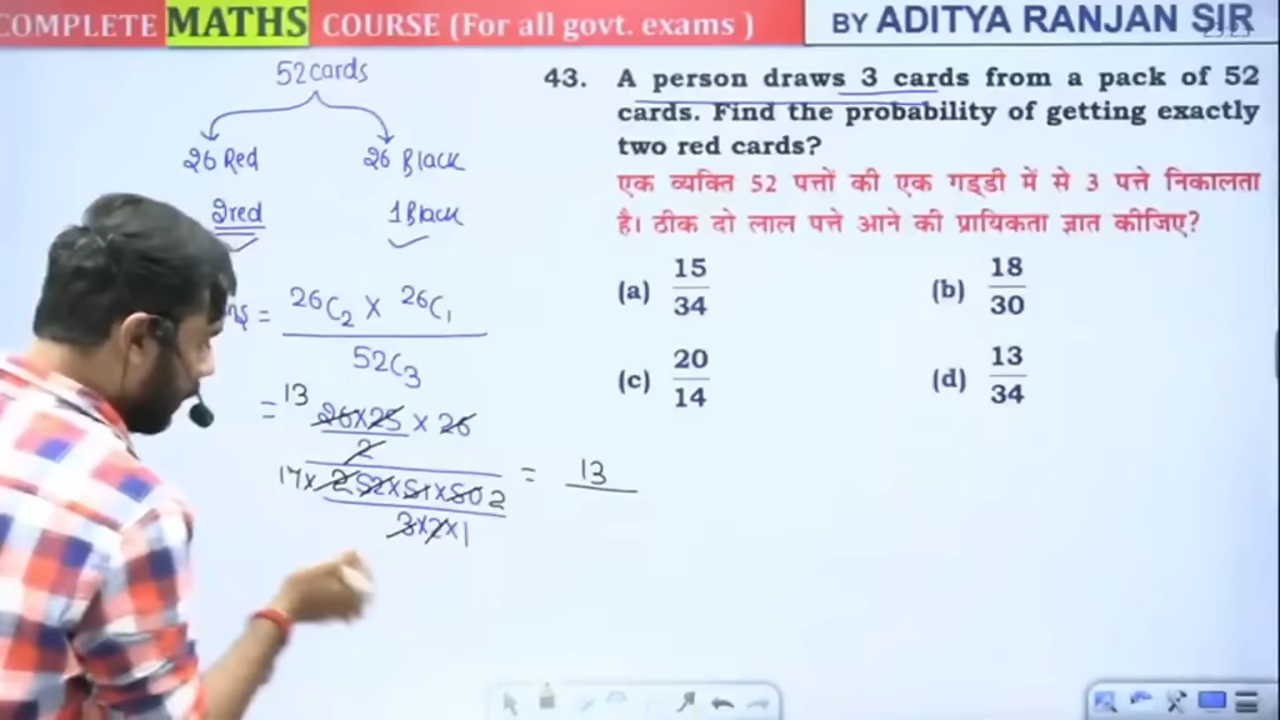 COMPLETE MATHS COURSE (For all govt. exams )
BY ADITYA RANJAN SIR
52 cards
26 Red
26 Black
2red
1 Black
= 26C2 X 26C1
52C3
= 13 26×25 × 26
2
17× 2 52×51×50 2
3×2×1
= 13
43. A person draws 3 cards from a pack of 52
cards. Find the probability of getting exactly
two red cards?
एक व्यक्ति 52 पत्तों की एक गड्डी में से 3 पत्ते निकालता
है। ठीक दो लाल पत्ते आने की प्रायिकता ज्ञात कीजिए?
(a) 15/34
(b) 18/30
(c) 20/14
(d) 13/34